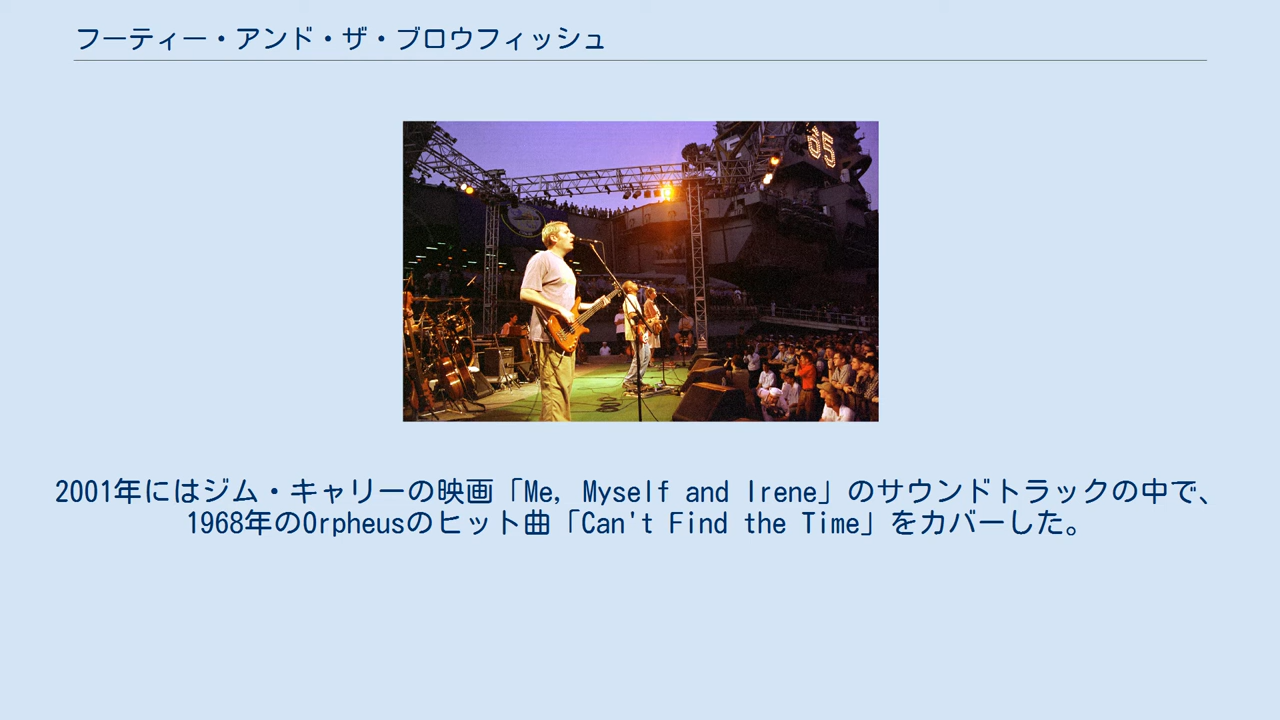 フーティー・アンド・ザ・ブロウフィッシュ
65
2001年にはジム・キャリーの映画「Me, Myself and Irene」のサウンドトラックの中で、
1968年のOrpheusのヒット曲「Can't Find the Time」をカバーした。